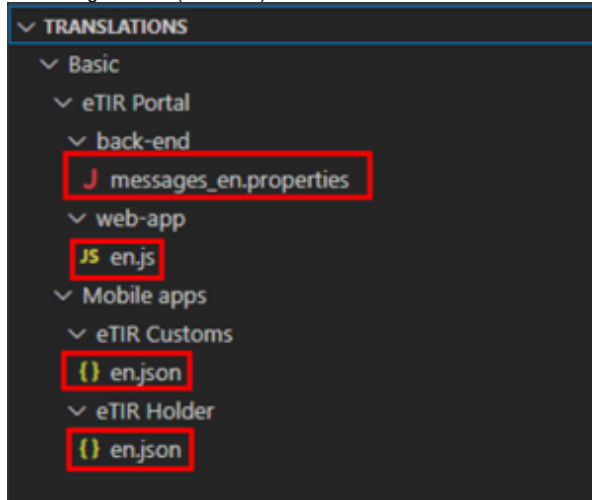 TRANSLATIONS
Basic
eTIR Portal
back-end
J messages_en.properties
web-app
JS en.js
Mobile apps
eTIR Customs
{} en.json
eTIR Holder
{} en.json